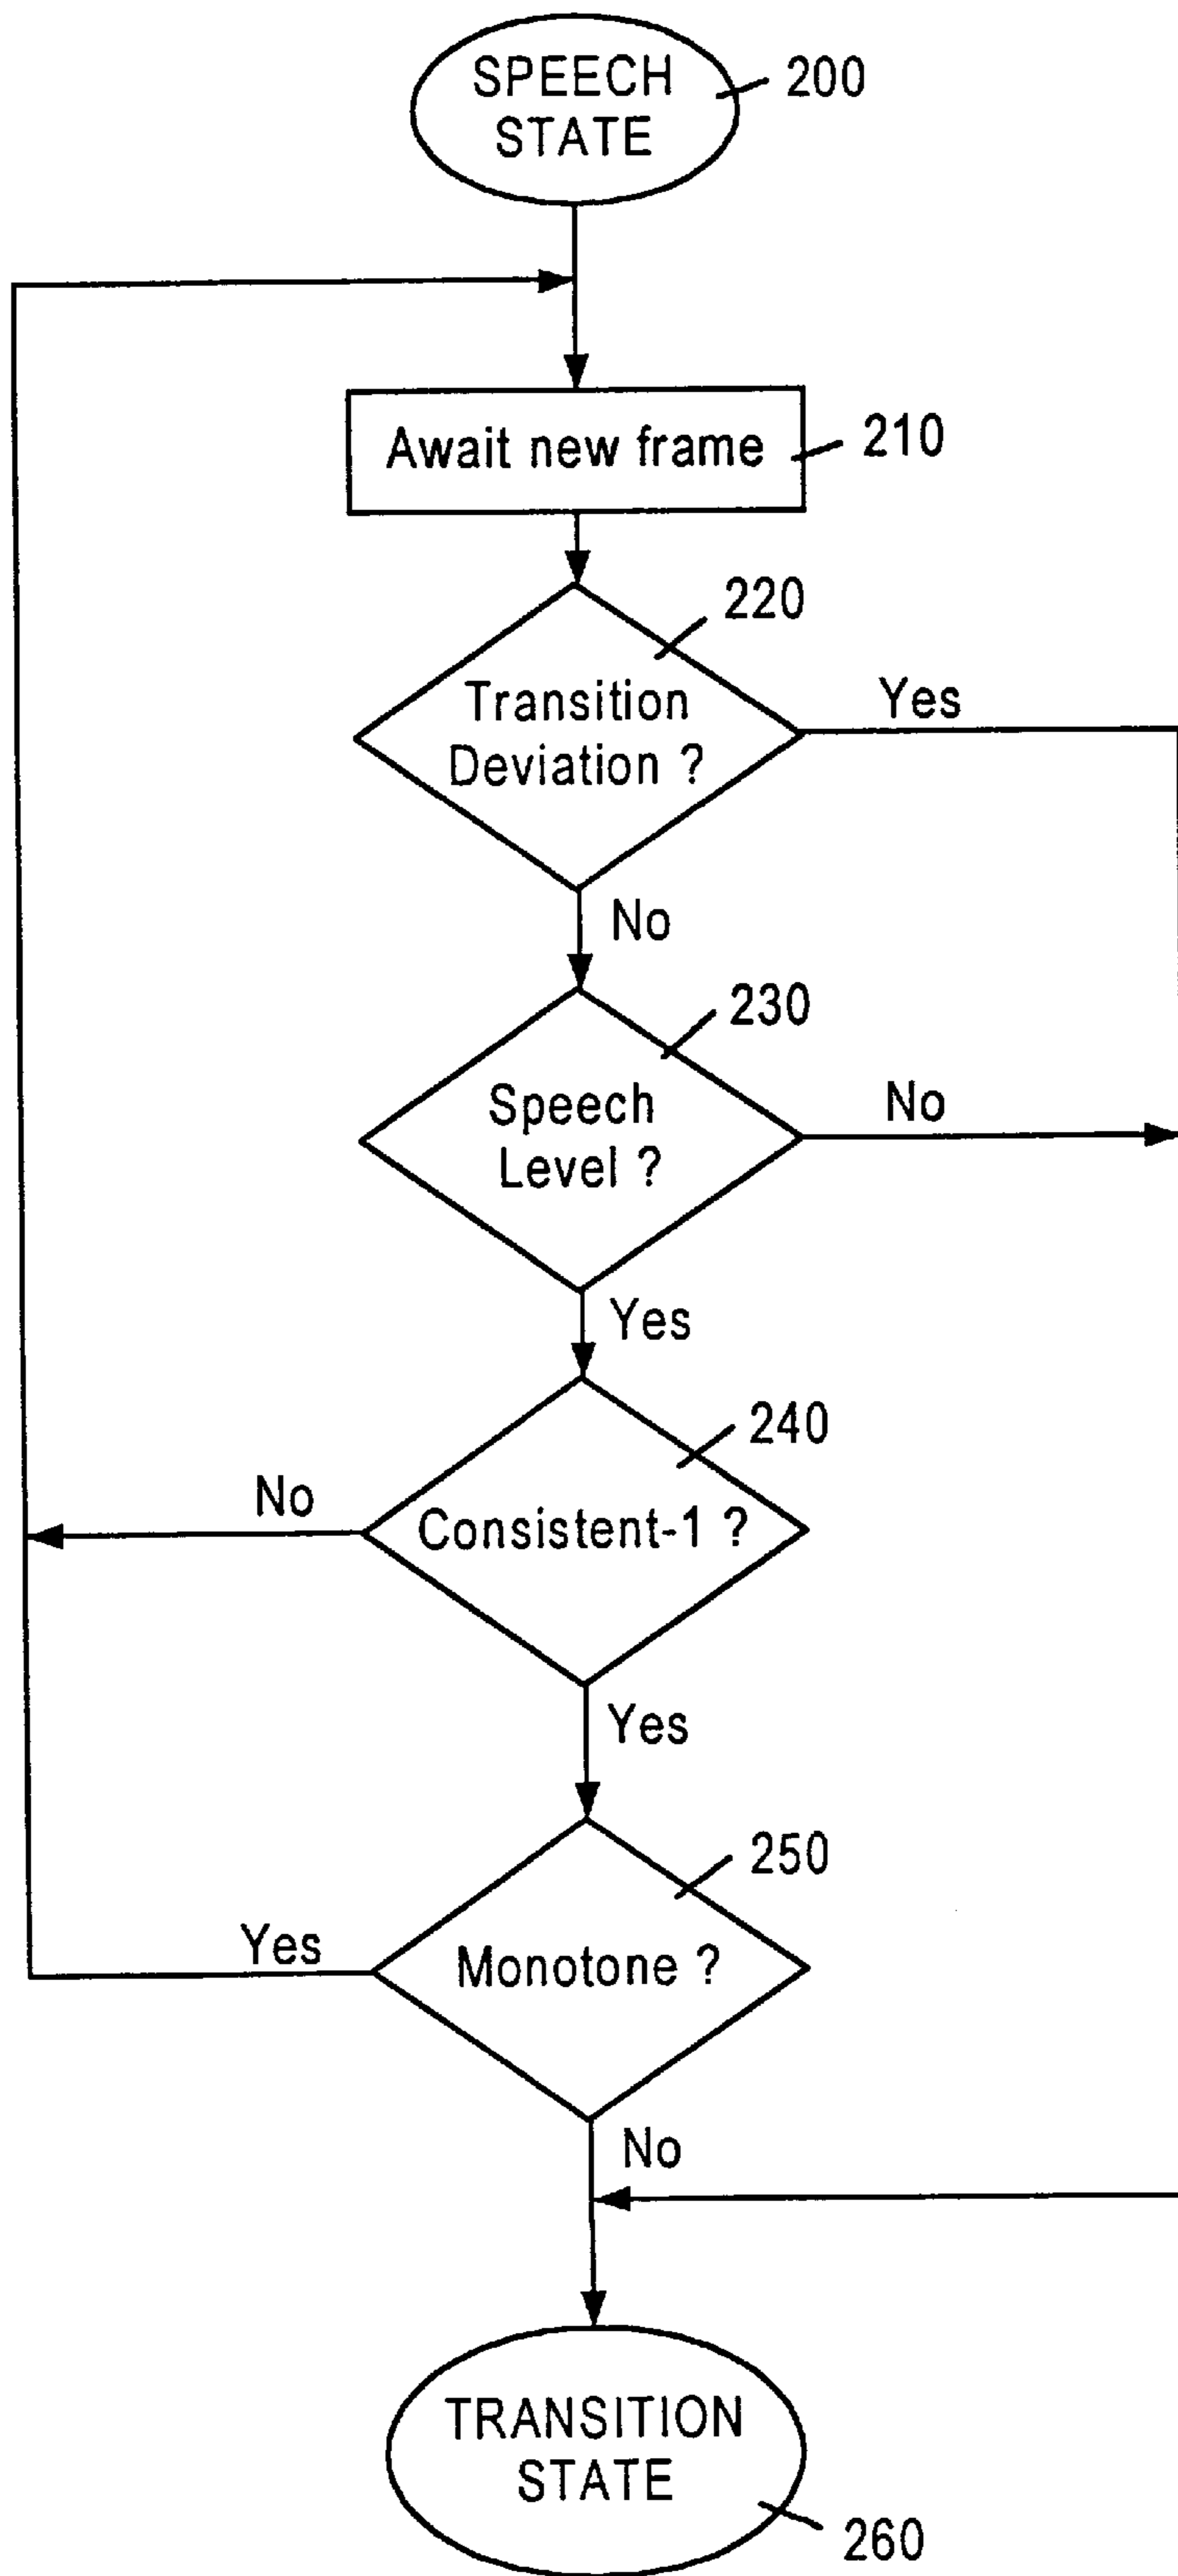 SPEECH
STATE
200
Await new frame
210
220
Transition
Deviation ?
Yes
No
230
Speech
Level ?
No
Yes
240
No
Consistent-1 ?
Yes
250
Yes
Monotone ?
No
TRANSITION
STATE
260